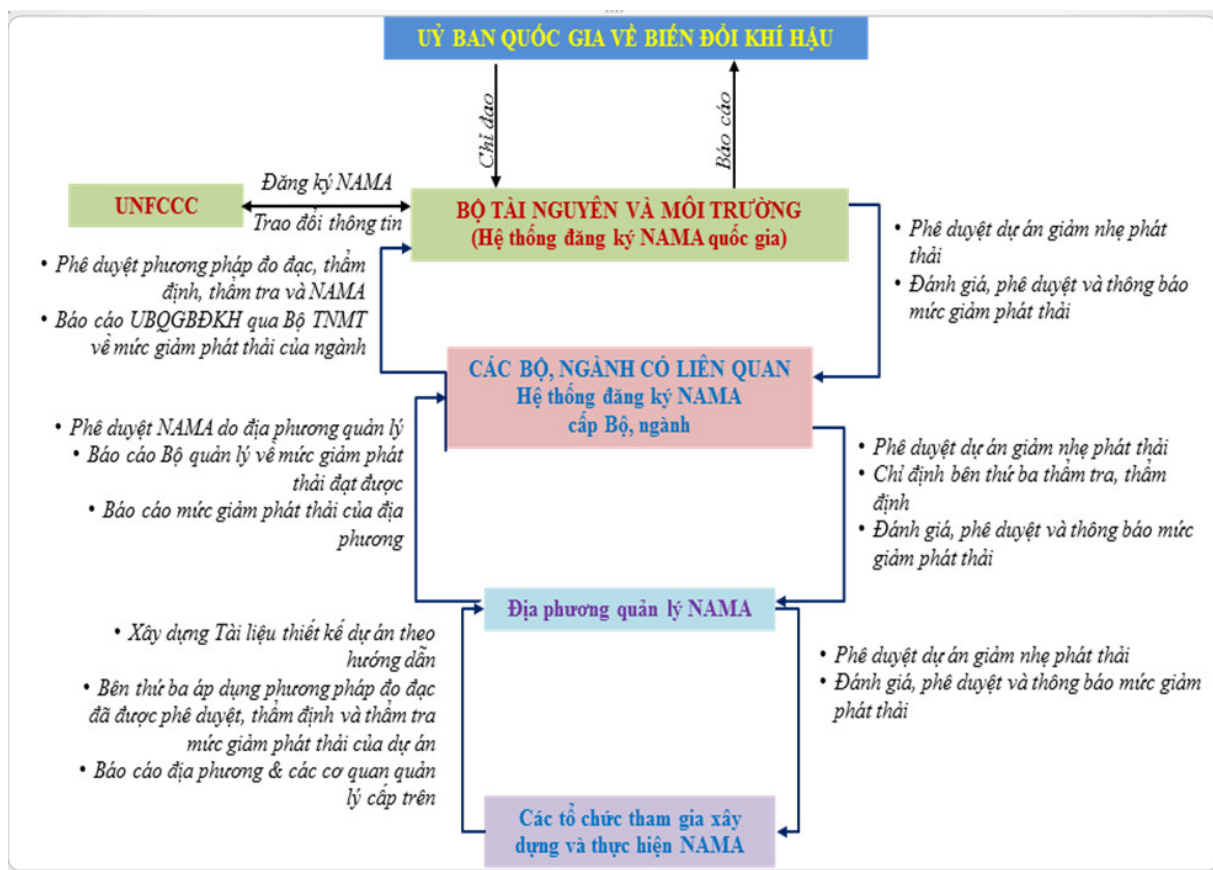 UỶ BAN QUỐC GIA VỀ BIẾN ĐỔI KHÍ HẬU
Chỉ đạo
Báo cáo
UNFCCC
Đăng ký NAMA
Trao đổi thông tin
BỘ TÀI NGUYÊN VÀ MÔI TRƯỜNG
(Hệ thống đăng ký NAMA quốc gia)
• Phê duyệt phương pháp đo đạc, thẩm
định, thẩm tra và NAMA
• Báo cáo UBQGBĐKH qua Bộ TNMT
về mức giảm phát thải của ngành
• Phê duyệt dự án giảm nhẹ phát
thải
• Đánh giá, phê duyệt và thông báo
mức giảm phát thải
CÁC BỘ, NGÀNH CÓ LIÊN QUAN
Hệ thống đăng ký NAMA
cấp Bộ, ngành
• Phê duyệt NAMA do địa phương quản lý
• Báo cáo Bộ quản lý về mức giảm phát
thải đạt được
• Báo cáo mức giảm phát thải của địa
phương
• Phê duyệt dự án giảm nhẹ phát thải
• Chỉ định bên thứ ba thẩm tra, thẩm
định
• Đánh giá, phê duyệt và thông báo mức
giảm phát thải
Địa phương quản lý NAMA
• Xây dựng Tài liệu thiết kế dự án theo
hướng dẫn
• Bên thứ ba áp dụng phương pháp đo đạc
đã được phê duyệt, thẩm định và thẩm tra
mức giảm phát thải của dự án
• Báo cáo địa phương & các cơ quan quản
lý cấp trên
• Phê duyệt dự án giảm nhẹ phát thải
• Đánh giá, phê duyệt và thông báo mức giảm
phát thải
Các tổ chức tham gia xây
dựng và thực hiện NAMA